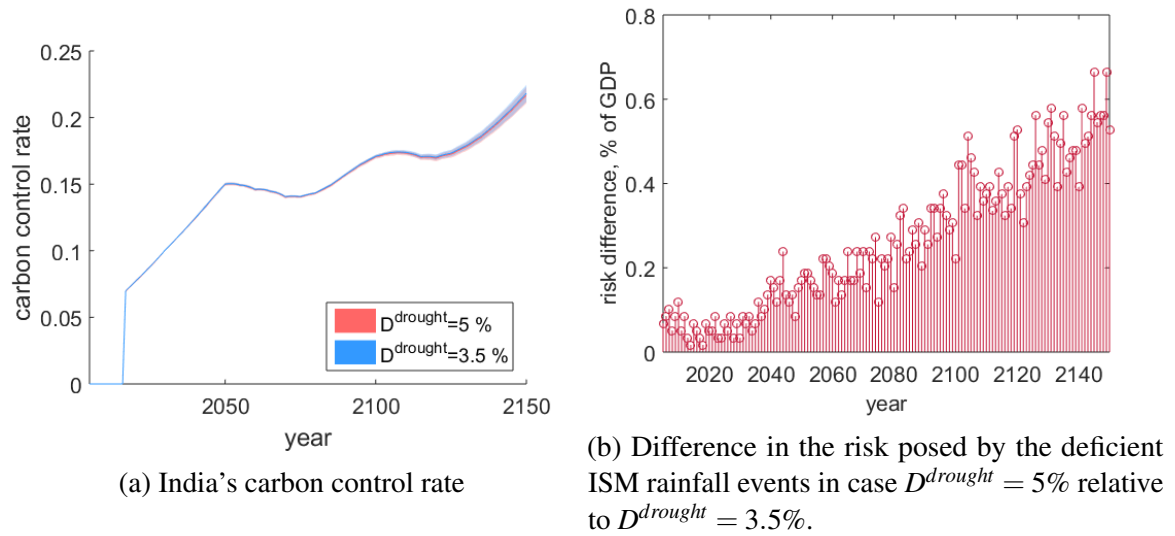 0.25
0.2
0.15
0.1
0.05
0
carbon control rate
2050
2100
2150
year
D^drought=5 %
D^drought=3.5 %
(a) India's carbon control rate
0.8
0.6
0.4
0.2
0
risk difference, % of GDP
2020
2040
2060
2080
2100
2120
2140
year
(b) Difference in the risk posed by the deficient
ISM rainfall events in case D^drought = 5% relative
to D^drought = 3.5%.